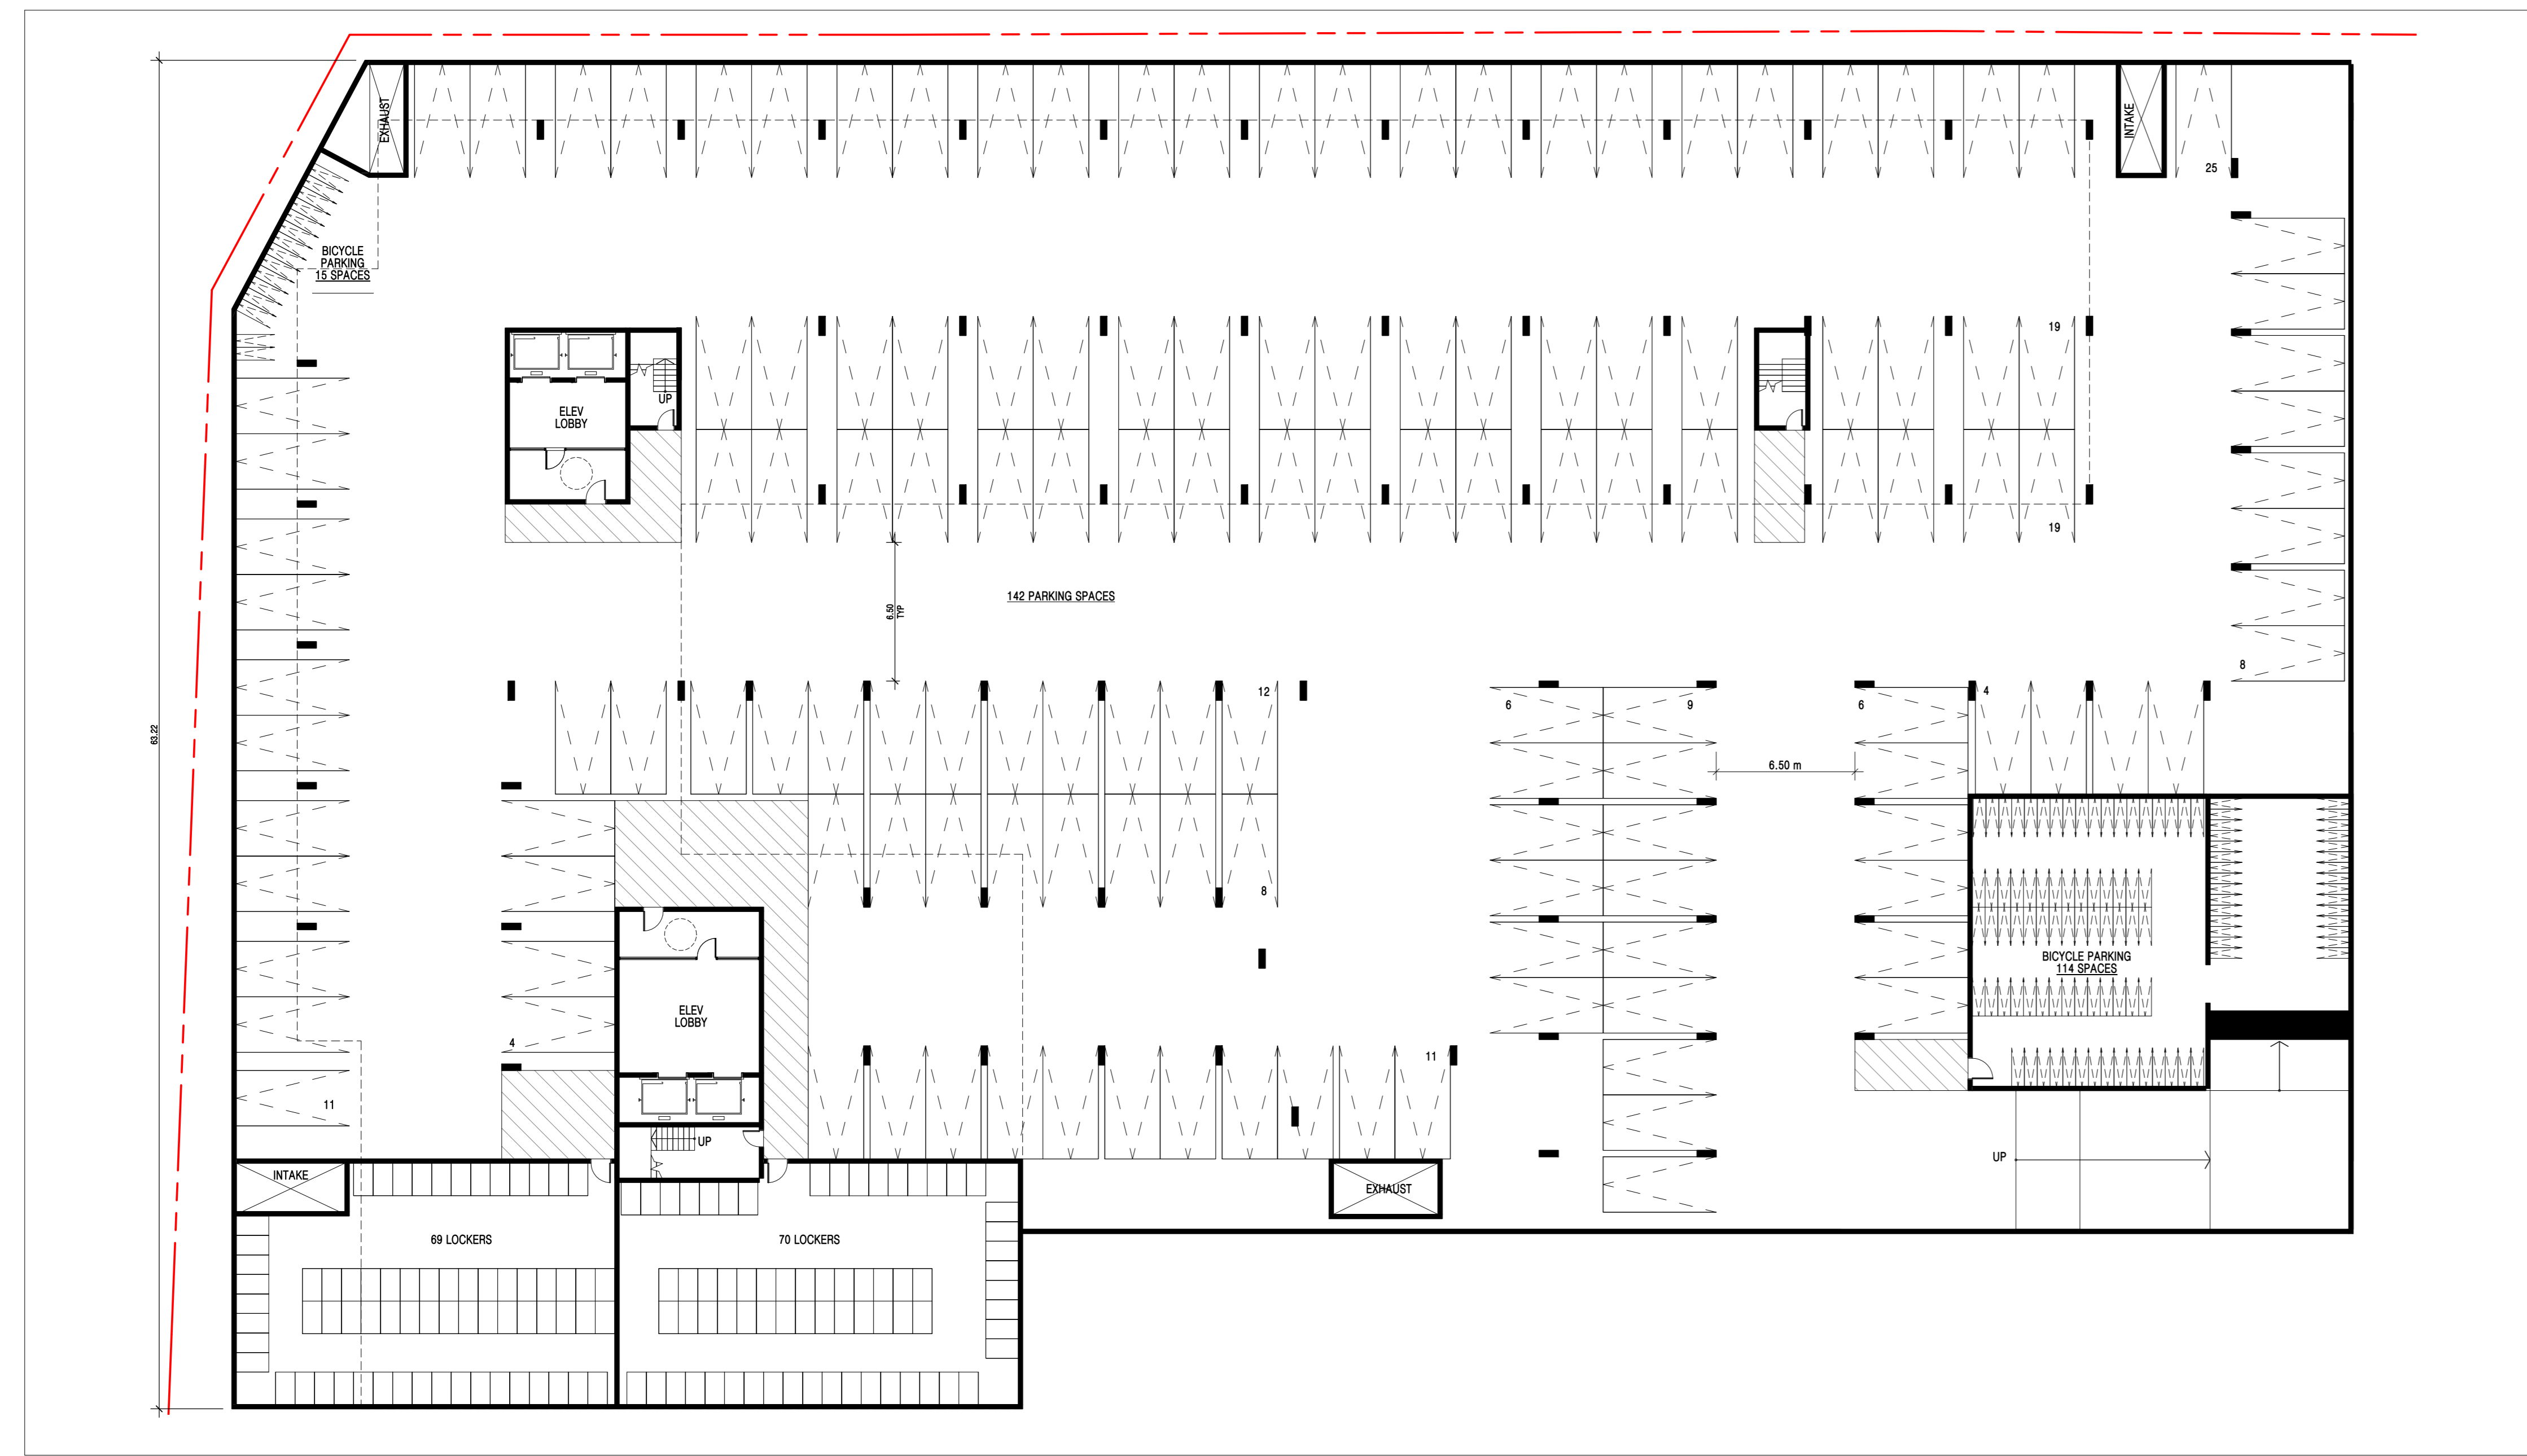 EXHAUST
INTAKE
25
BICYCLE
PARKING
15 SPACES
19
UP
ELEV
LOBBY
19
142 PARKING SPACES
6.50
TYP
8
12
6
9
6
4
63.22
6.50 m
8
BICYCLE PARKING
114 SPACES
ELEV
LOBBY
4
11
11
UP
UP
INTAKE
EXHAUST
69 LOCKERS
70 LOCKERS